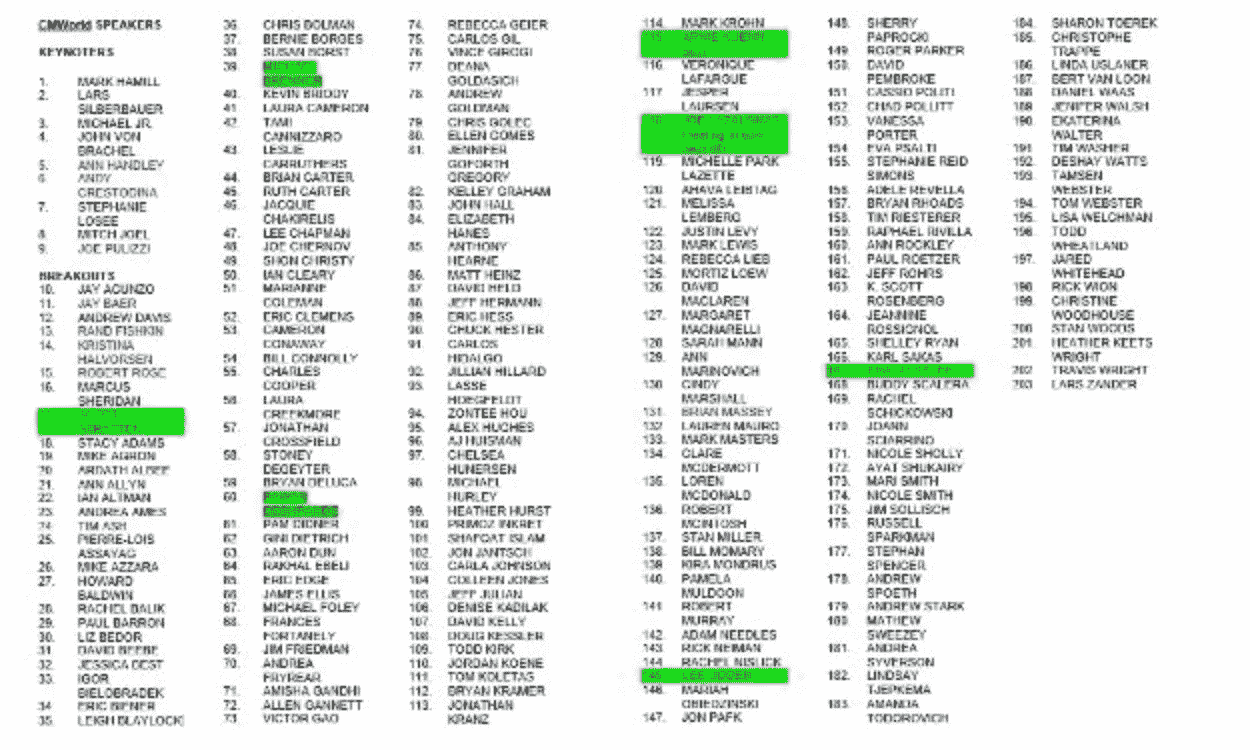 CMWorld SPEAKERS
KEYNOTERS
1. MARK HAMILL
2. LARS
SILBERBAUER
3. MICHAEL JR.
4. JOHN VON
BRACHEL
5. ANN HANDLEY
6. ANDY
CRESTODINA
7. STEPHANIE
LOSEE
8. MITCH JOEL
9. JOE PULIZZI
BREAKOUTS
10. JAY ACUNZO
11. JAY BAER
12. ANDREW DAVIS
13. RAND FISHKIN
14. KRISTINA
HALVORSEN
15. ROBERT ROSE
16. MARCUS
SHERIDAN
18. STACY ADAMS
19. MIKE AGRON
20. ARDATH ALBEE
21. ANN ALLYN
22. IAN ALTMAN
23. ANDREA AMES
24. TIM ASH
25. PIERRE-LOIS
ASSAYAG
26. MIKE AZZARA
27. HOWARD
BALDWIN
28. RACHEL BALIK
29. PAUL BARRON
30. LIZ BEDOR
31. DAVID BEEBE
32. JESSICA BEST
33. IGOR
BIELOBRADEK
34. ERIC BIENER
35. LEIGH BLAYLOCK
36. CHRIS BOLMAN
37. BERNIE BORGES
38. SUSAN BORST
39.
40. KEVIN BRIODY
41. LAURA CAMERON
42. TAMI
CANNIZZARO
43. LESLIE
CARRUTHERS
44. BRIAN CARTER
45. RUTH CARTER
46. JACQUIE
CHAKIRELIS
47. LEE CHAPMAN
48. JOE CHERNOV
49. SHON CHRISTY
50. IAN CLEARY
51. MARIANNE
COLEMAN
52. ERIC CLEMENS
53. CAMERON
CONAWAY
54. BILL CONNOLLY
55. CHARLES
COOPER
56. LAURA
CREEKMORE
57. JONATHAN
CROSSFIELD
58. STONEY
DEGEYTER
59. BRYAN DELUCA
60.
61. PAM DIDNER
62. GINI DIETRICH
63. AARON DUN
64. RAKHAL EBELI
65. ERIC EDGE
66. JAMES ELLIS
67. MICHAEL FOLEY
68. FRANCES
FORTANELY
69. JIM FRIEDMAN
70. ANDREA
FRYREAR
71. AMISHA GANDHI
72. ALLEN GANNETT
73. VICTOR GAO
74. REBECCA GEIER
75. CARLOS GIL
76. VINCE GIROGI
77. DEANA
GOLDASICH
78. ANDREW
GOLDMAN
79. CHRIS GOLEC
80. ELLEN GOMES
81. JENNIFER
GOFORTH
GREGORY
82. KELLEY GRAHAM
83. JOHN HALL
84. ELIZABETH
HANES
85. ANTHONY
HEARNE
86. MATT HEINZ
87. DAVID HELD
88. JEFF HERMANN
89. ERIC HESS
90. CHUCK HESTER
91. CARLOS
HIDALGO
92. JILLIAN HILLARD
93. LASSE
HOEGFELDT
94. ZONTEE HOU
95. ALEX HUGHES
96. AJ HUISMAN
97. CHELSEA
HUNERSEN
98. MICHAEL
HURLEY
99. HEATHER HURST
100. PRIMOZ INKRET
101. SHAFQAT ISLAM
102. JON JANTSCH
103. CARLA JOHNSON
104. COLLEEN JONES
105. JEFF JULIAN
106. DENISE KADILAK
107. DAVID KELLY
108. DOUG KESSLER
109. TODD KIRK
110. JORDAN KOENE
111. TOM KOLETAS
112. BRYAN KRAMER
113. JONATHAN
KRANZ
114. MARK KROHN
116. VERONIQUE
LAFARGUE
117. JESPER
LAURSEN
119. MICHELLE PARK
LAZETTE
120. AHAVA LEIBTAG
121. MELISSA
LEMBERG
122. JUSTIN LEVY
123. MARK LEWIS
124. REBECCA LIEB
125. MORTIZ LOEW
126. DAVID
MACLAREN
127. MARGARET
MAGNARELLI
128. SARAH MANN
129. ANN
MARINOVICH
130. CINDY
MARSHALL
131. BRIAN MASSEY
132. LAUREN MAURO
133. MARK MASTERS
134. CLARE
MCDERMOTT
135. LOREN
MCDONALD
136. ROBERT
MCINTOSH
137. STAN MILLER
138. BILL MOMARY
139. KIRA MONDRUS
140. PAMELA
MULDOON
141. ROBERT
MURRAY
142. ADAM NEEDLES
143. RICK NEIMAN
144. RACHEL NISLICK
146. MARIAH
OBIEDZINSKI
147. JON PAFK
148. SHERRY
PAPROCKI
149. ROGER PARKER
150. DAVID
PEMBROKE
151. CASSIO POLITI
152. CHAD POLLITT
153. VANESSA
PORTER
154. EVA PSALTI
155. STEPHANIE REID
SIMONS
156. ADELE REVELLA
157. BRYAN RHOADS
158. TIM RIESTERER
159. RAPHAEL RIVILLA
160. ANN ROCKLEY
161. PAUL ROETZER
162. JEFF ROHRS
163. K. SCOTT
ROSENBERG
164. JEANNINE
ROSSIGNOL
165. SHELLEY RYAN
166. KARL SAKAS
168. BUDDY SCALERA
169. RACHEL
SCHICKOWSKI
170. JOANN
SCIARRINO
171. NICOLE SHOLLY
172. AYAT SHUKAIRY
173. MARI SMITH
174. NICOLE SMITH
175. JIM SOLLISCH
176. RUSSELL
SPARKMAN
177. STEPHAN
SPENCER
178. ANDREW
SPOETH
179. ANDREW STARK
180. MATHEW
SWEEZEY
181. ANDREA
SYVERSON
182. LINDSAY
TJEPKEMA
183. AMANDA
TODOROVICH
184. SHARON TOEREK
185. CHRISTOPHE
TRAPPE
186. LINDA USLANER
187. BERT VAN LOON
188. DANIEL WAAS
189. JENIFER WALSH
190. EKATERINA
WALTER
191. TIM WASHER
192. DESHAY WATTS
193. TAMSEN
WEBSTER
194. TOM WEBSTER
195. LISA WELCHMAN
196. TODD
WHEATLAND
197. JARED
WHITEHEAD
198. RICK WION
199. CHRISTINE
WOODHOUSE
200. STAN WOODS
201. HEATHER KEETS
WRIGHT
202. TRAVIS WRIGHT
203. LARS ZANDER